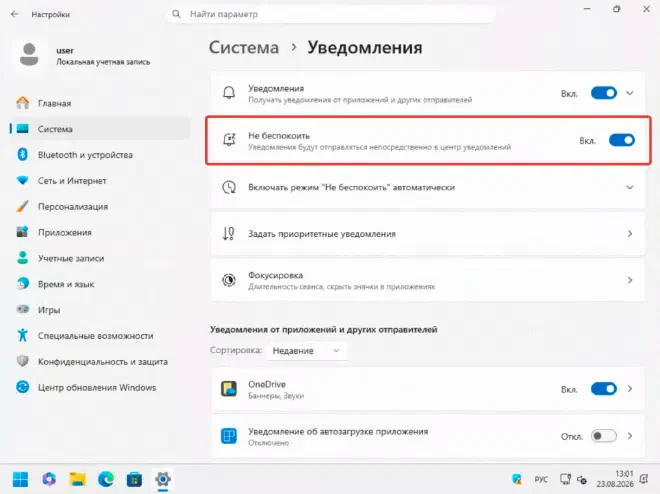 Настройки
Найти параметр
user
Локальная учетная запись
Главная
Система
Bluetooth и устройства
Сеть и Интернет
Персонализация
Приложения
Учетные записи
Время и язык
Игры
Специальные возможности
Конфиденциальность и защита
Центр обновления Windows
Система > Уведомления
Уведомления
Получать уведомления от приложений и других отправителей
Вкл.
Не беспокоить
Уведомления будут отправляться непосредственно в центр уведомлений
Вкл.
Включать режим "Не беспокоить" автоматически
Задать приоритетные уведомления
Фокусировка
Длительность сеанса, скрыть значки в приложениях
Уведомления от приложений и других отправителей
Сортировка: Недавние
OneDrive
Баннеры, Звуки
Вкл.
Уведомление об автозагрузке приложения
Отключено
Откл.
РУС
13:01
23.08.2026